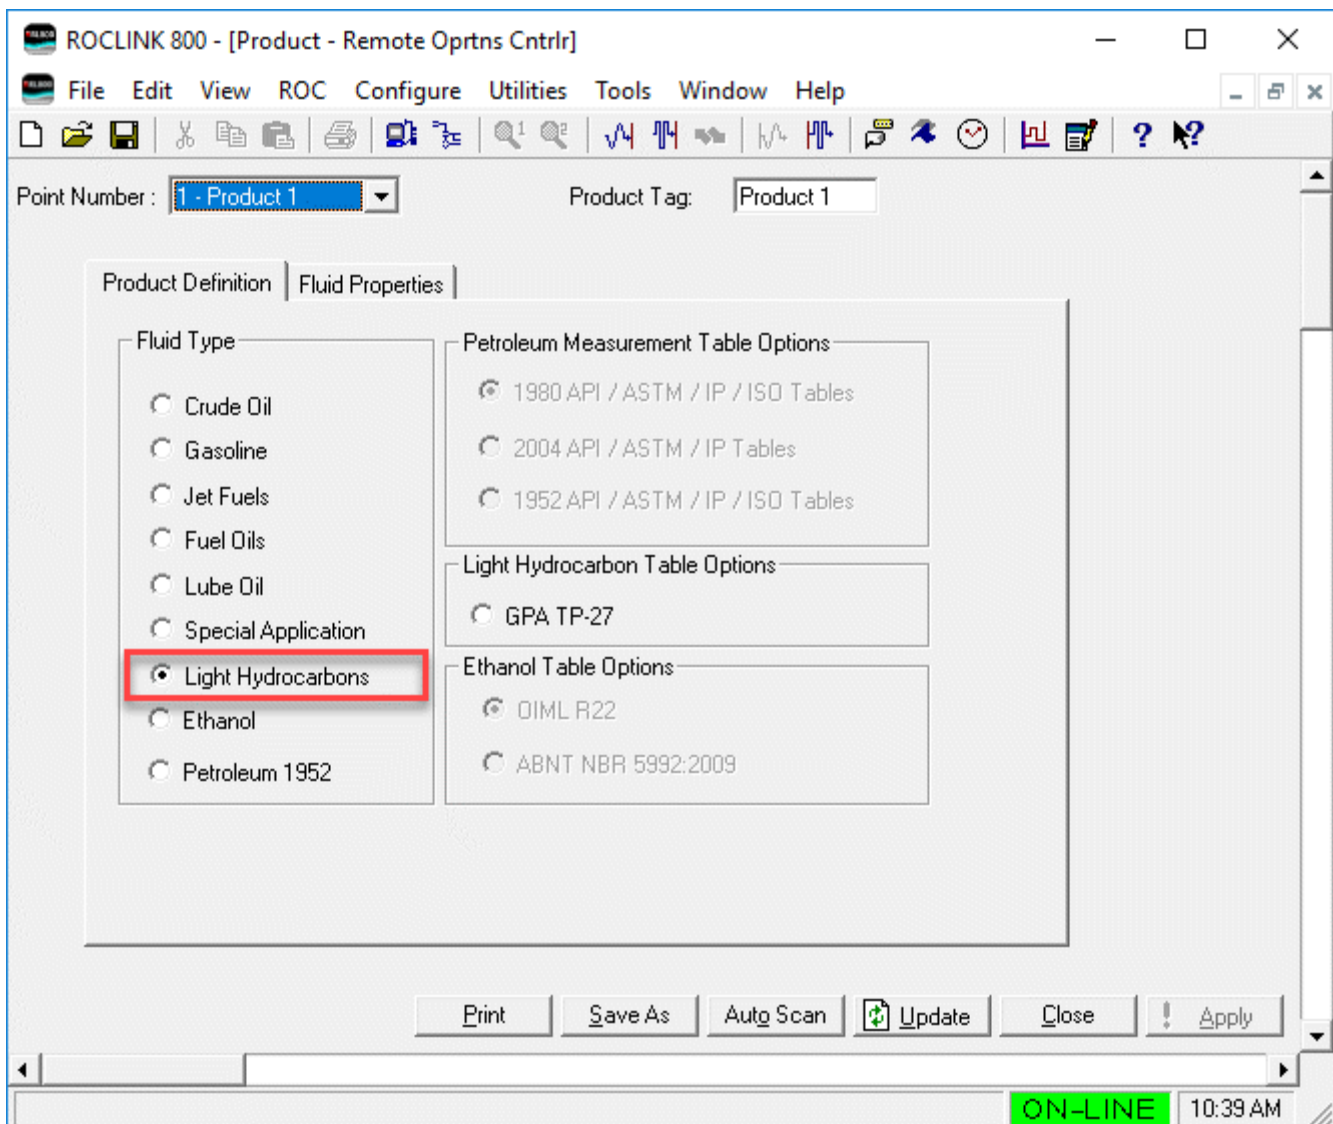 ROCLINK 800 - [Product - Remote Oprtns Cntrlr]
File Edit View ROC Configure Utilities Tools Window Help
Point Number : 1 - Product 1 Product Tag: Product 1
Product Definition Fluid Properties
Fluid Type
Crude Oil
Gasoline
Jet Fuels
Fuel Oils
Lube Oil
Special Application
Light Hydrocarbons
Ethanol
Petroleum 1952
Petroleum Measurement Table Options
1980 API / ASTM / IP / ISO Tables
2004 API / ASTM / IP Tables
1952 API / ASTM / IP / ISO Tables
Light Hydrocarbon Table Options
GPA TP-27
Ethanol Table Options
OIML R22
ABNT NBR 5992:2009
Print Save As Auto Scan Update Close ! Apply
ON-LINE 10:39 AM